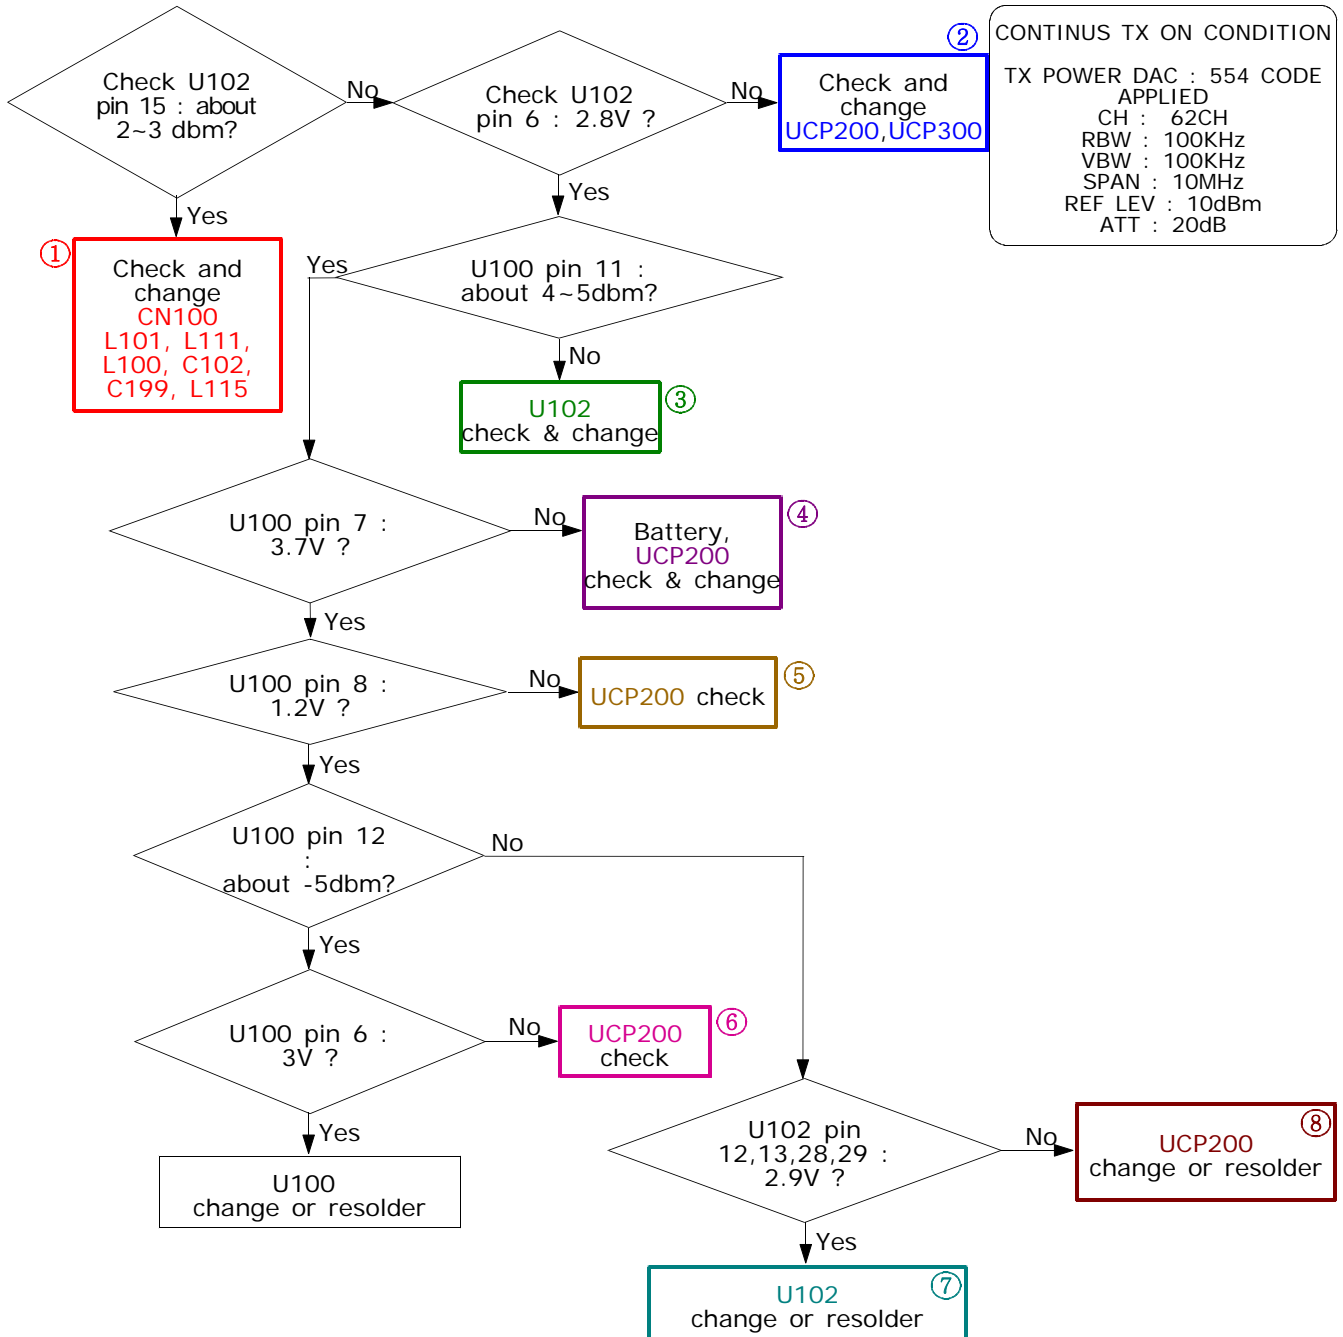 Check U102
pin 15 : about
2~3 dbm?
No
Check U102
pin 6 : 2.8V ?
No
②
Check and
change
UCP200,UCP300
CONTINUS TX ON CONDITION
TX POWER DAC : 554 CODE
APPLIED
CH : 62CH
RBW : 100KHz
VBW : 100KHz
SPAN : 10MHz
REF LEV : 10dBm
ATT : 20dB
Yes
Yes
①
Check and
change
CN100
L101, L111,
L100, C102,
C199, L115
Yes
U100 pin 11 :
about 4~5dbm?
No
U102
check & change
③
U100 pin 7 :
3.7V ?
No
Battery,
UCP200
check & change
④
Yes
U100 pin 8 :
1.2V ?
No
UCP200 check
⑤
Yes
U100 pin 12
:
about -5dbm?
No
Yes
U100 pin 6 :
3V ?
No
UCP200
check
⑥
Yes
U100
change or resolder
U102 pin
12,13,28,29 :
2.9V ?
No
⑧
UCP200
change or resolder
Yes
⑦
U102
change or resolder